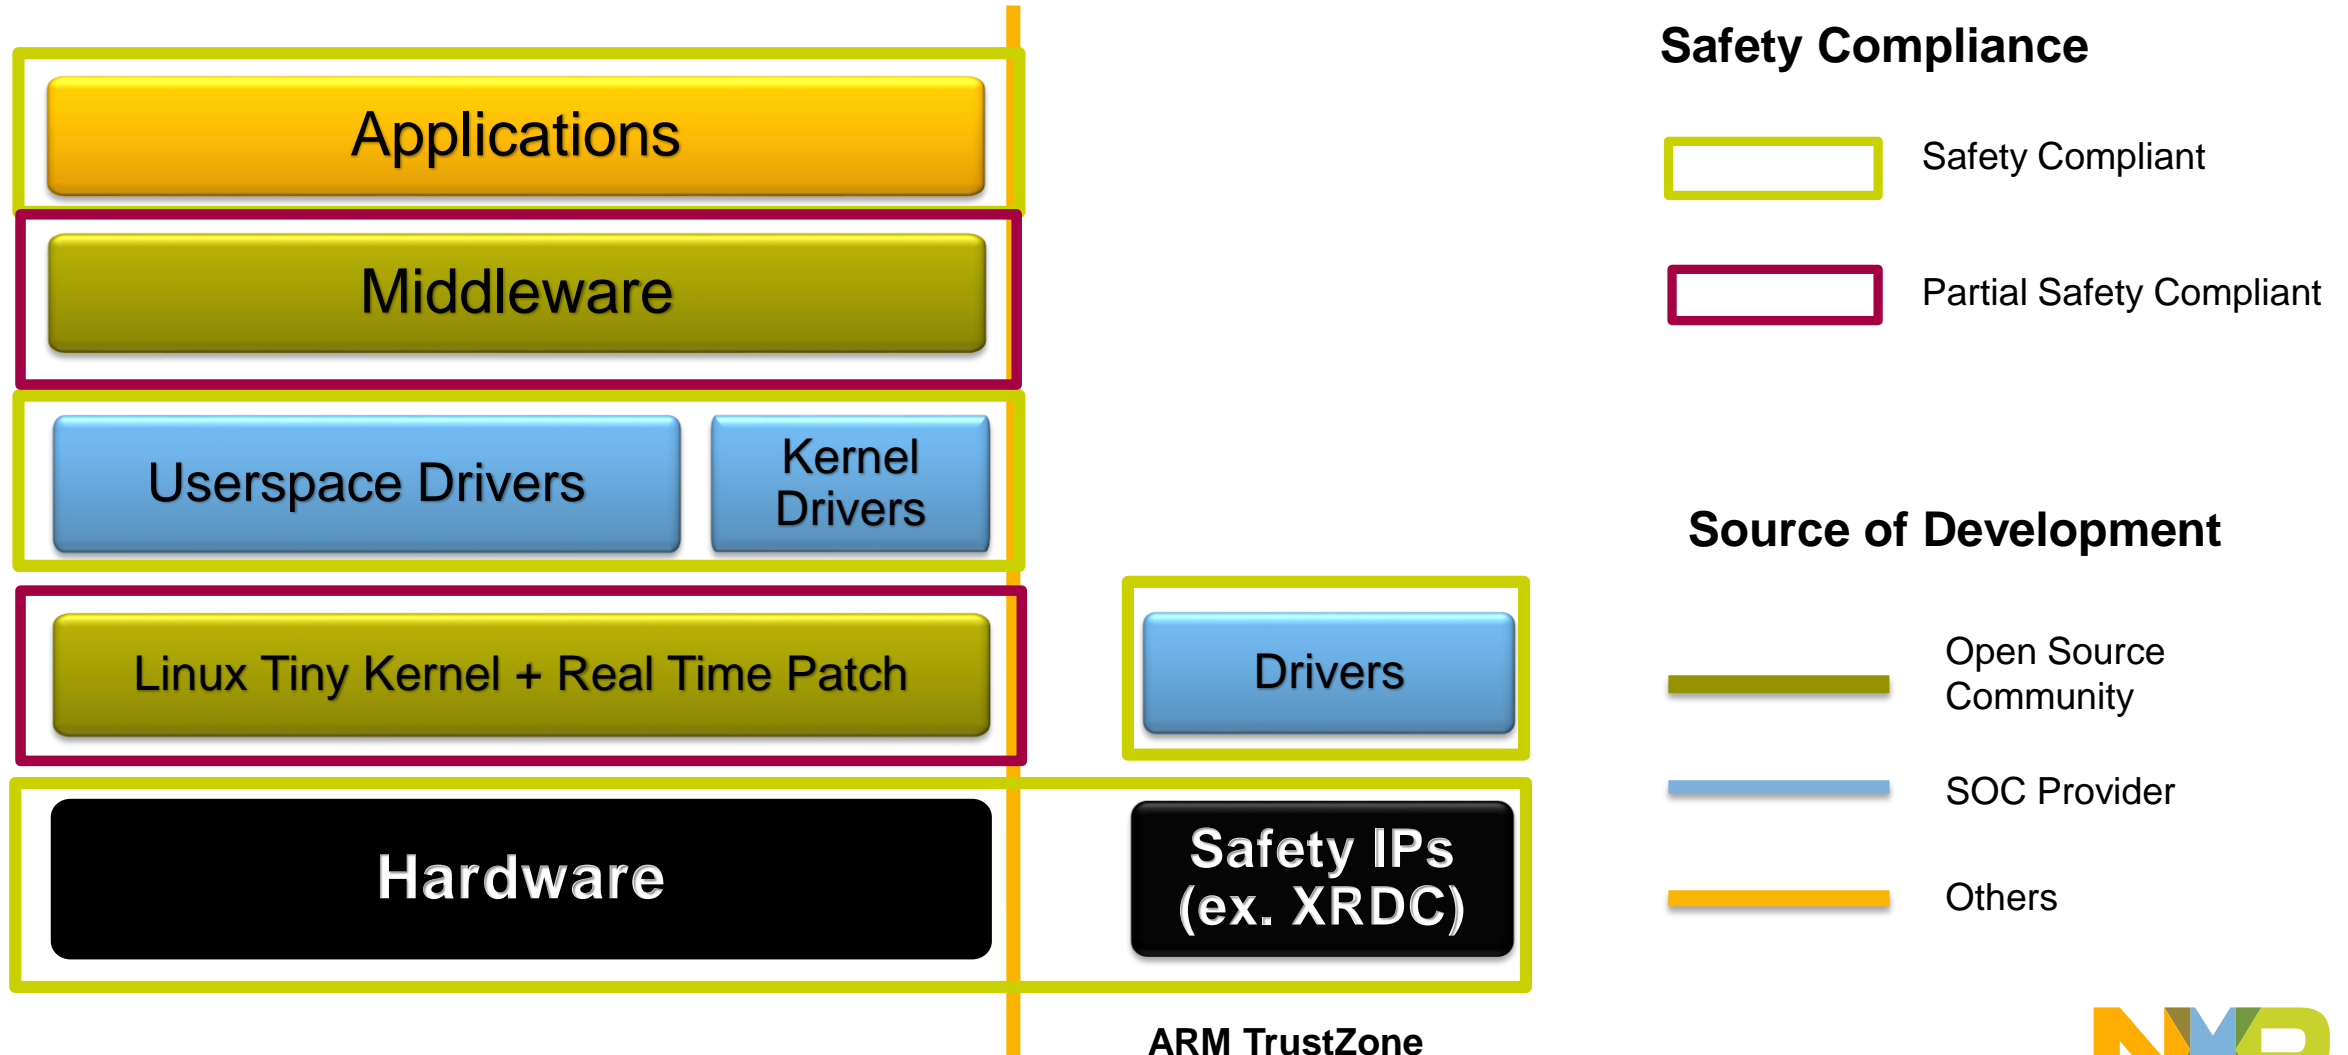 Applications
Middleware
Userspace Drivers
Kernel
Drivers
Linux Tiny Kernel + Real Time Patch
Drivers
Hardware
Safety IPs
(ex. XRDC)
ARM TrustZone
Safety Compliance
Safety Compliant
Partial Safety Compliant
Source of Development
Open Source
Community
SOC Provider
Others
NXP